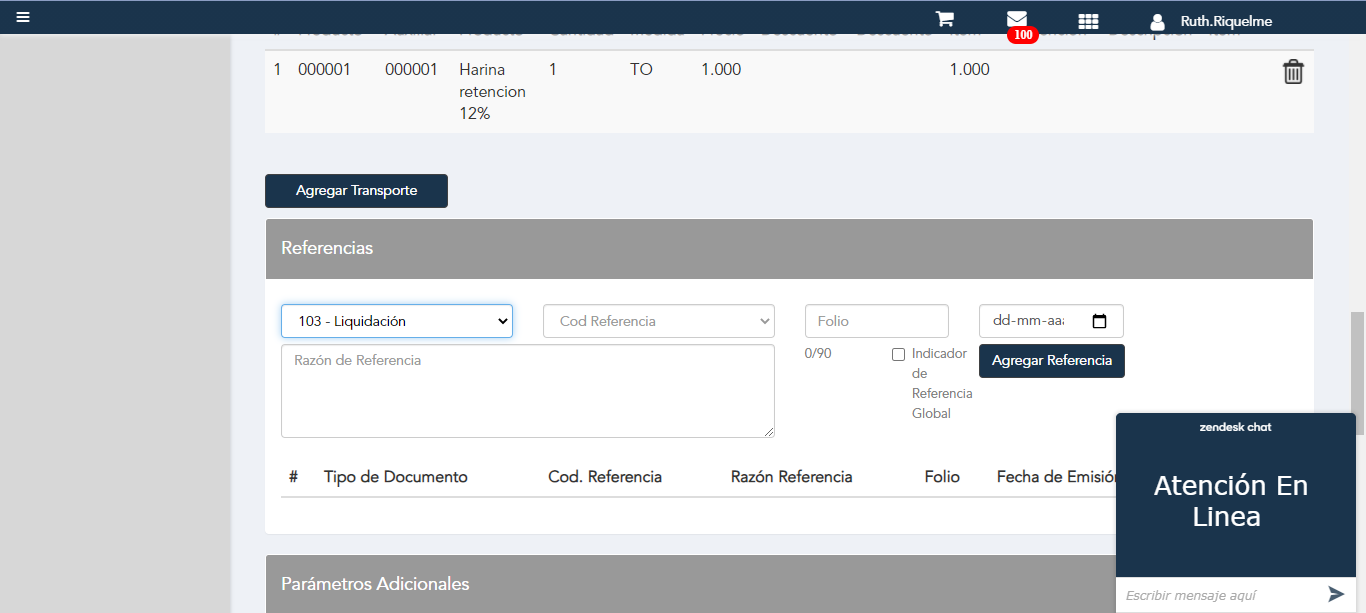 Ruth.Riquelme
100
1 000001 000001 Harina retencion 12% 1 TO 1.000 1.000
Agregar Transporte
Referencias
103 - Liquidación
Cod Referencia
Folio
dd-mm-aaa
Razón de Referencia
0/90
Indicador
de
Referencia
Global
Agregar Referencia
# Tipo de Documento Cod. Referencia Razón Referencia Folio Fecha de Emisión
zendesk chat
Atención En
Linea
Escribir mensaje aquí
Parámetros Adicionales